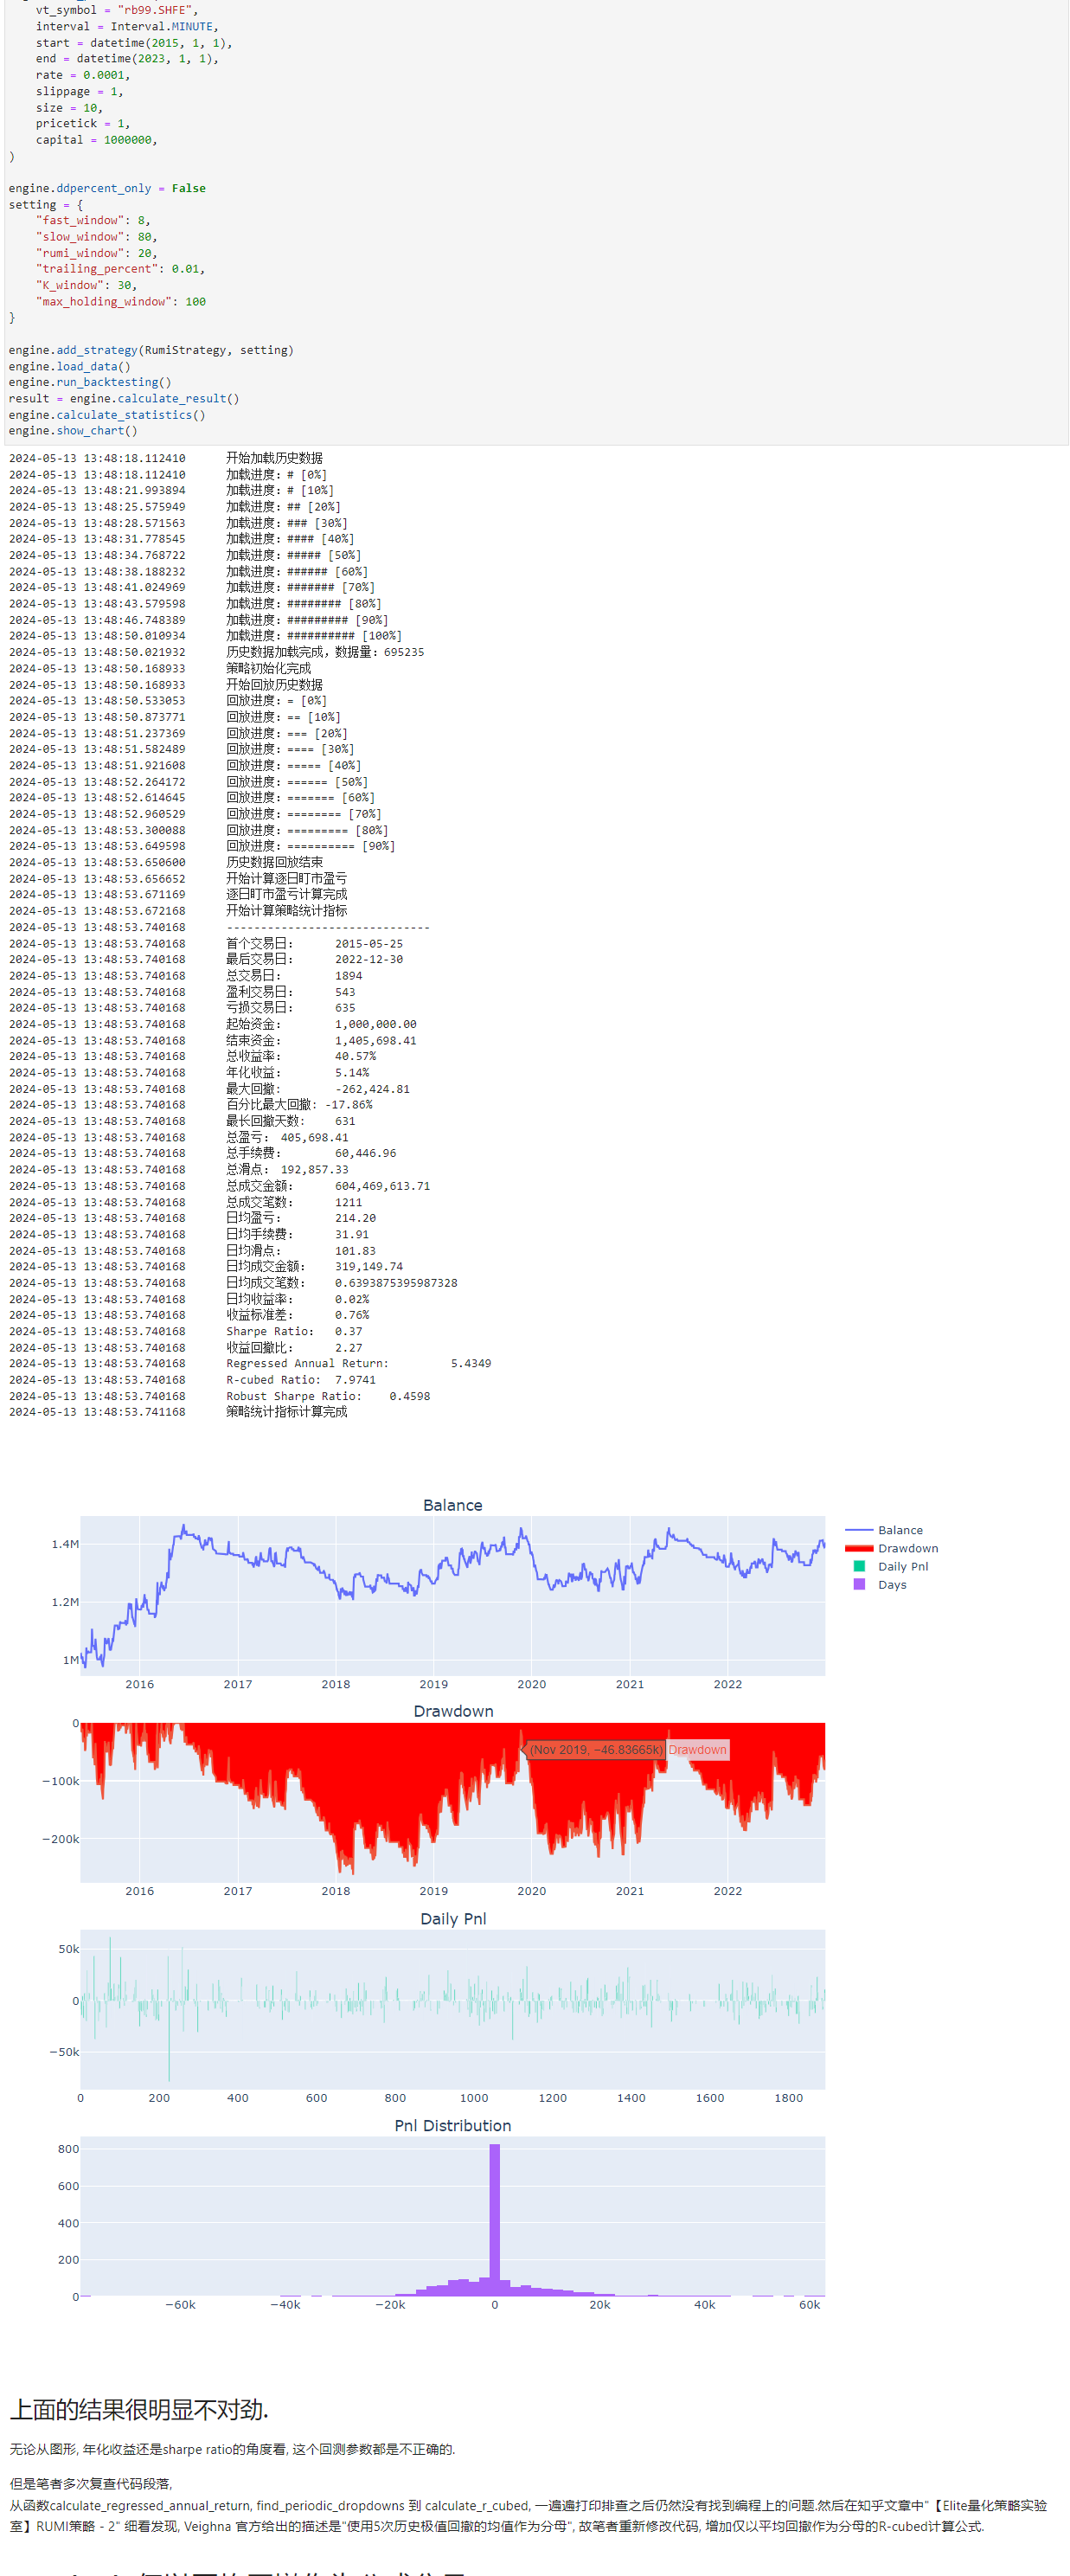 vt_symbol = "rb99.SHFE",
interval = Interval.MINUTE,
start = datetime(2015, 1, 1),
end = datetime(2023, 1, 1),
rate = 0.0001,
slippage = 1,
size = 10,
pricetick = 1,
capital = 1000000,
)
engine.ddpercent_only = False
setting = {
"fast_window": 8,
"slow_window": 80,
"rumi_window": 20,
"trailing_percent": 0.01,
"K_window": 30,
"max_holding_window": 100
}
engine.add_strategy(RumiStrategy, setting)
engine.load_data()
engine.run_backtesting()
result = engine.calculate_result()
engine.calculate_statistics()
engine.show_chart()
2024-05-13 13:48:18.112410 开始加载历史数据
2024-05-13 13:48:18.112410 加载进度：# [0%]
2024-05-13 13:48:21.993894 加载进度：# [10%]
2024-05-13 13:48:25.575949 加载进度：## [20%]
2024-05-13 13:48:28.571563 加载进度：### [30%]
2024-05-13 13:48:31.778545 加载进度：#### [40%]
2024-05-13 13:48:34.768722 加载进度：##### [50%]
2024-05-13 13:48:38.188232 加载进度：###### [60%]
2024-05-13 13:48:41.024969 加载进度：####### [70%]
2024-05-13 13:48:43.579598 加载进度：######## [80%]
2024-05-13 13:48:46.748389 加载进度：######### [90%]
2024-05-13 13:48:50.010934 加载进度：########## [100%]
2024-05-13 13:48:50.021932 历史数据加载完成，数据量：695235
2024-05-13 13:48:50.168933 策略初始化完成
2024-05-13 13:48:50.168933 开始回放历史数据
2024-05-13 13:48:50.533053 回放进度：= [0%]
2024-05-13 13:48:50.873771 回放进度：== [10%]
2024-05-13 13:48:51.237369 回放进度：=== [20%]
2024-05-13 13:48:51.582489 回放进度：==== [30%]
2024-05-13 13:48:51.921608 回放进度：===== [40%]
2024-05-13 13:48:52.264172 回放进度：====== [50%]
2024-05-13 13:48:52.614645 回放进度：======= [60%]
2024-05-13 13:48:52.960529 回放进度：======== [70%]
2024-05-13 13:48:53.300088 回放进度：========= [80%]
2024-05-13 13:48:53.649598 回放进度：========== [90%]
2024-05-13 13:48:53.650600 历史数据回放结束
2024-05-13 13:48:53.656652 开始计算逐日盯市盈亏
2024-05-13 13:48:53.671169 逐日盯市盈亏计算完成
2024-05-13 13:48:53.672168 开始计算策略统计指标
2024-05-13 13:48:53.740168 ------------------------------
2024-05-13 13:48:53.740168 首个交易日： 2015-05-25
2024-05-13 13:48:53.740168 最后交易日： 2022-12-30
2024-05-13 13:48:53.740168 总交易日： 1894
2024-05-13 13:48:53.740168 盈利交易日： 543
2024-05-13 13:48:53.740168 亏损交易日： 635
2024-05-13 13:48:53.740168 起始资金： 1,000,000.00
2024-05-13 13:48:53.740168 结束资金： 1,405,698.41
2024-05-13 13:48:53.740168 总收益率： 40.57%
2024-05-13 13:48:53.740168 年化收益： 5.14%
2024-05-13 13:48:53.740168 最大回撤: -262,424.81
2024-05-13 13:48:53.740168 百分比最大回撤: -17.86%
2024-05-13 13:48:53.740168 最长回撤天数: 631
2024-05-13 13:48:53.740168 总盈亏： 405,698.41
2024-05-13 13:48:53.740168 总手续费： 60,446.96
2024-05-13 13:48:53.740168 总滑点： 192,857.33
2024-05-13 13:48:53.740168 总成交金额： 604,469,613.71
2024-05-13 13:48:53.740168 总成交笔数： 1211
2024-05-13 13:48:53.740168 日均盈亏： 214.20
2024-05-13 13:48:53.740168 日均手续费： 31.91
2024-05-13 13:48:53.740168 日均滑点： 101.83
2024-05-13 13:48:53.740168 日均成交金额： 319,149.74
2024-05-13 13:48:53.740168 日均成交笔数： 0.6393875395987328
2024-05-13 13:48:53.740168 日均收益率： 0.02%
2024-05-13 13:48:53.740168 收益标准差： 0.76%
2024-05-13 13:48:53.740168 Sharpe Ratio： 0.37
2024-05-13 13:48:53.740168 收益回撤比： 2.27
2024-05-13 13:48:53.740168 Regressed Annual Return: 5.4349
2024-05-13 13:48:53.740168 R-cubed Ratio: 7.9741
2024-05-13 13:48:53.740168 Robust Sharpe Ratio: 0.4598
2024-05-13 13:48:53.741168 策略统计指标计算完成
Balance
1.4M
1.2M
1M
2016 2017 2018 2019 2020 2021 2022
Balance
Drawdown
Daily Pnl
Days
Drawdown
0
−100k
−200k
(Nov 2019, −46.83665k) Drawdown
2016 2017 2018 2019 2020 2021 2022
Daily Pnl
50k
0
−50k
0 200 400 600 800 1000 1200 1400 1600 1800
Pnl Distribution
800
600
400
200
0
−60k −40k −20k 0 20k 40k 60k
上面的结果很明显不对劲.
无论从图形, 年化收益还是sharpe ratio的角度看, 这个回测参数都是不正确的.
但是笔者多次复查代码段落,
从函数calculate_regressed_annual_return, find_periodic_dropdowns 到 calculate_r_cubed, 一遍遍打印排查之后仍然没有找到编程上的问题.然后在知乎文章中"【Elite量化策略实验
室】RUMI策略 - 2" 细看发现, Veighna 官方给出的描述是"使用5次历史极值回撤的均值作为分母", 故笔者重新修改代码, 增加仅以平均回撤作为分母的R-cubed计算公式.